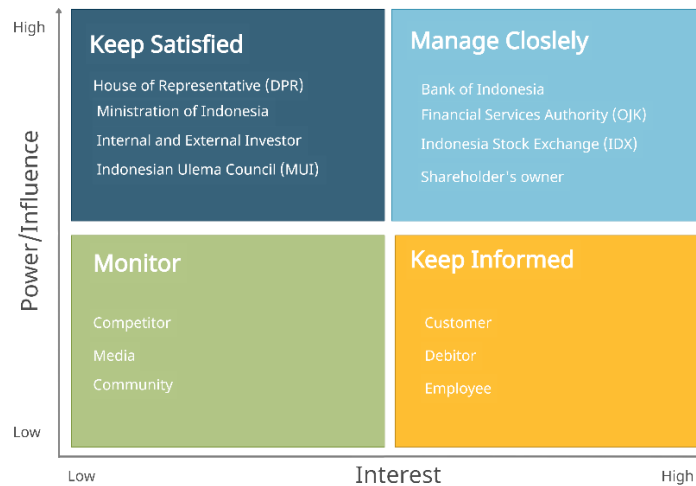 High
Keep Satisfied
House of Representative (DPR)
Ministration of Indonesia
Internal and External Investor
Indonesian Ulema Council (MUI)
Manage Closlely
Bank of Indonesia
Financial Services Authority (OJK)
Indonesia Stock Exchange (IDX)
Shareholder's owner
Power/Influence
Monitor
Competitor
Media
Community
Keep Informed
Customer
Debitor
Employee
Low
Low
Interest
High